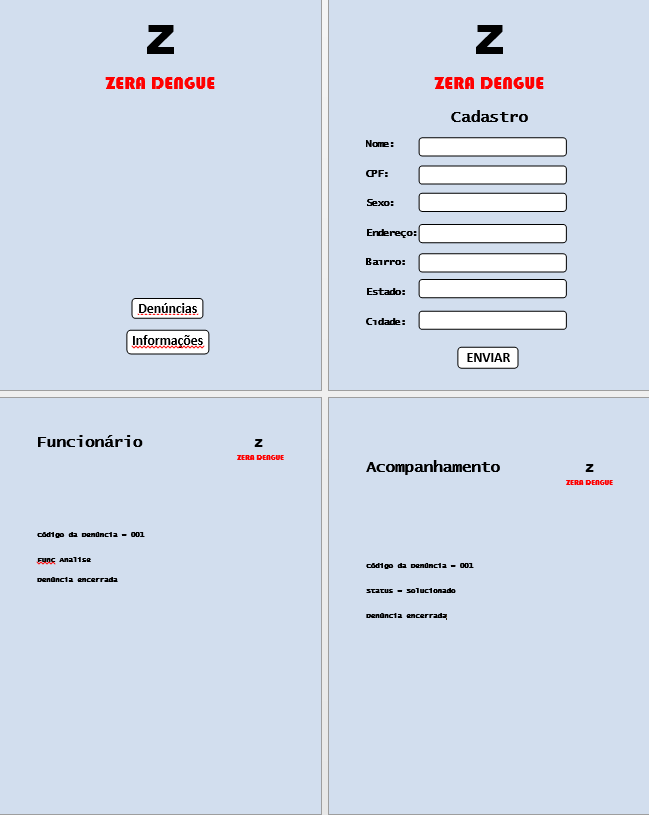 Z
ZERA DENGUE
Denúncias
Informações
Z
ZERA DENGUE
Cadastro
Nome:
CPF:
Sexo:
Endereço:
Bairro:
Estado:
Cidade:
ENVIAR
Funcionário
Z
ZERA DENGUE
Código da Denúncia – 001
Func Analise
Denúncia encerrada
Acompanhamento
Z
ZERA DENGUE
Código da Denúncia – 001
Status – Solucionado
Denúncia encerrada